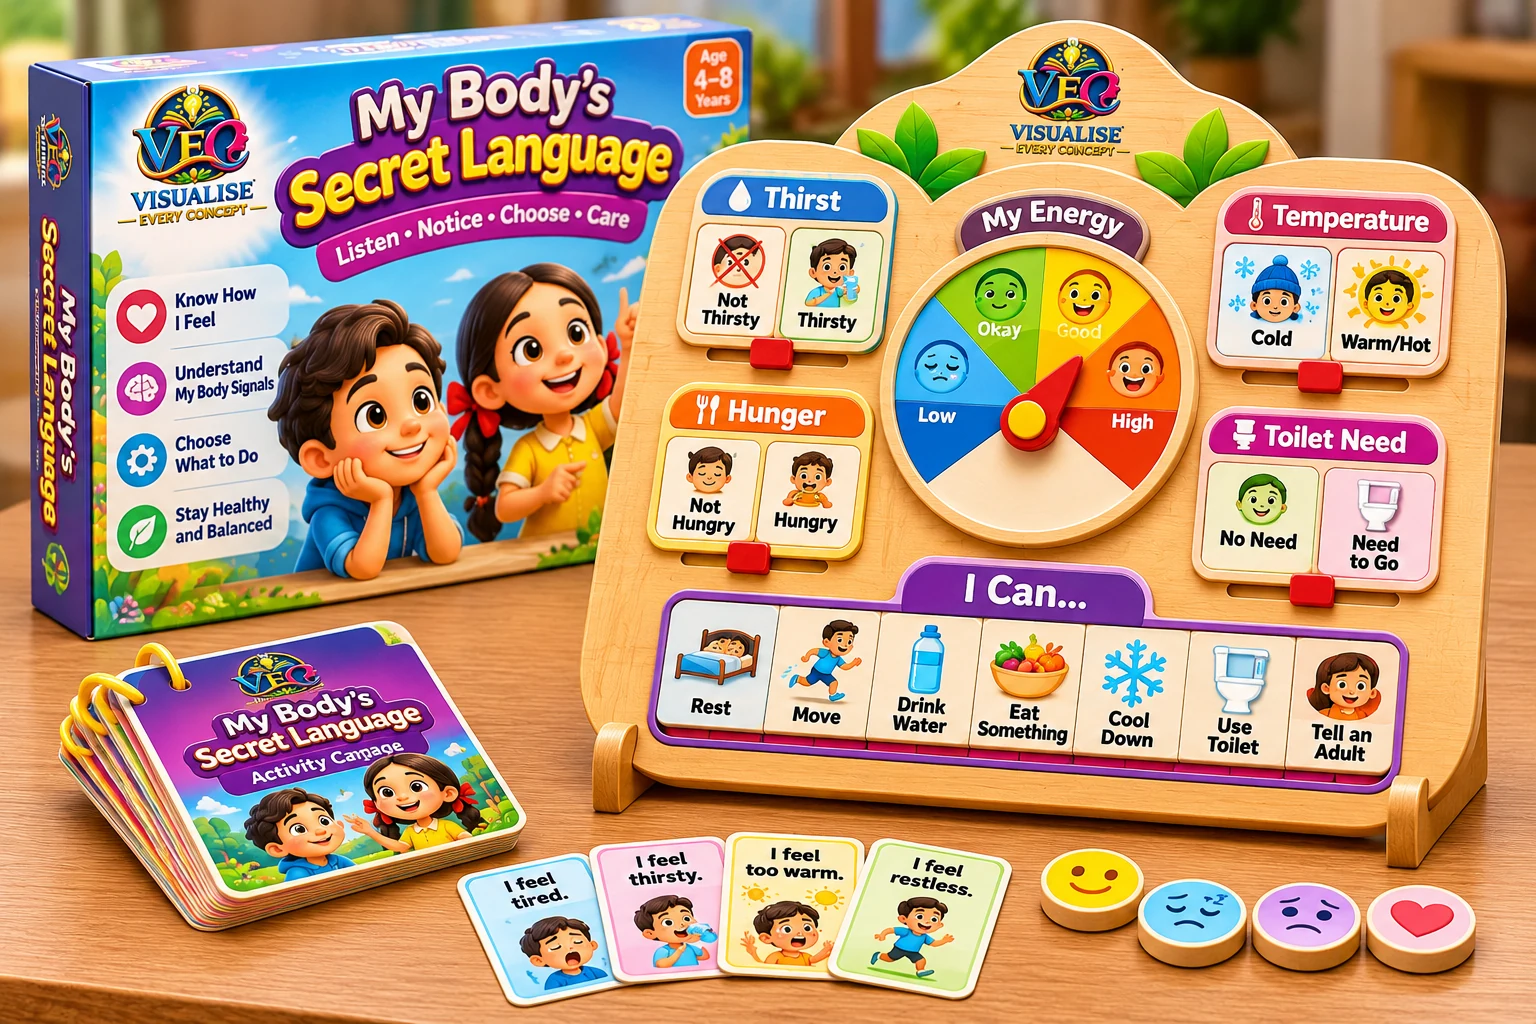 VEC
VISUALISE
EVERY CONCEPT
My Body's
Secret Language
Listen • Notice • Choose • Care
Age
4–8
Years
Know How
I Feel
Understand
My Body Signals
Choose
What to Do
Stay Healthy
and Balanced
My Body's
Secret Language
VEC
VISUALISE
EVERY CONCEPT
Thirst
Not
Thirsty
Thirsty
My Energy
Low
Okay
Good
High
Temperature
Cold
Warm/Hot
Hunger
Not
Hungry
Hungry
Toilet Need
No Need
Need
to Go
I Can...
Rest
Move
Drink
Water
Eat
Something
Cool
Down
Use
Toilet
Tell an
Adult
VEC
My Body's
Secret Language
Activity
I feel
tired.
I feel
thirsty.
I feel
too warm.
I feel
restless.